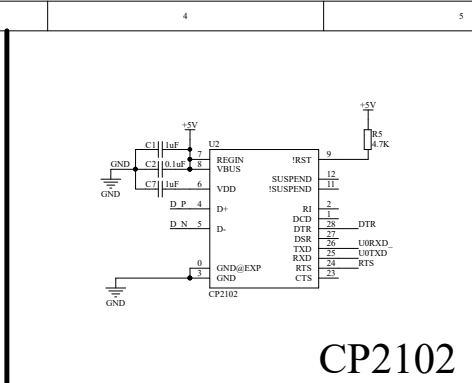 4 5
+5V
+5V
R5
4.7K
C1 1uF
U2
7 REGIN !RST 9
GND C2 0.1uF 8 VBUS
SUSPEND 12
C7 1uF 6 VDD !SUSPEND 11
GND
D_P 4 D+ RI 2
DCD 1
D_N 5 D- DTR 28 DTR
DSR 27
TXD 26 U0RXD_
RXD 25 U0TXD
0 GND@EXP RTS 24 RTS
3 GND CTS 23
GND
CP2102
CP2102